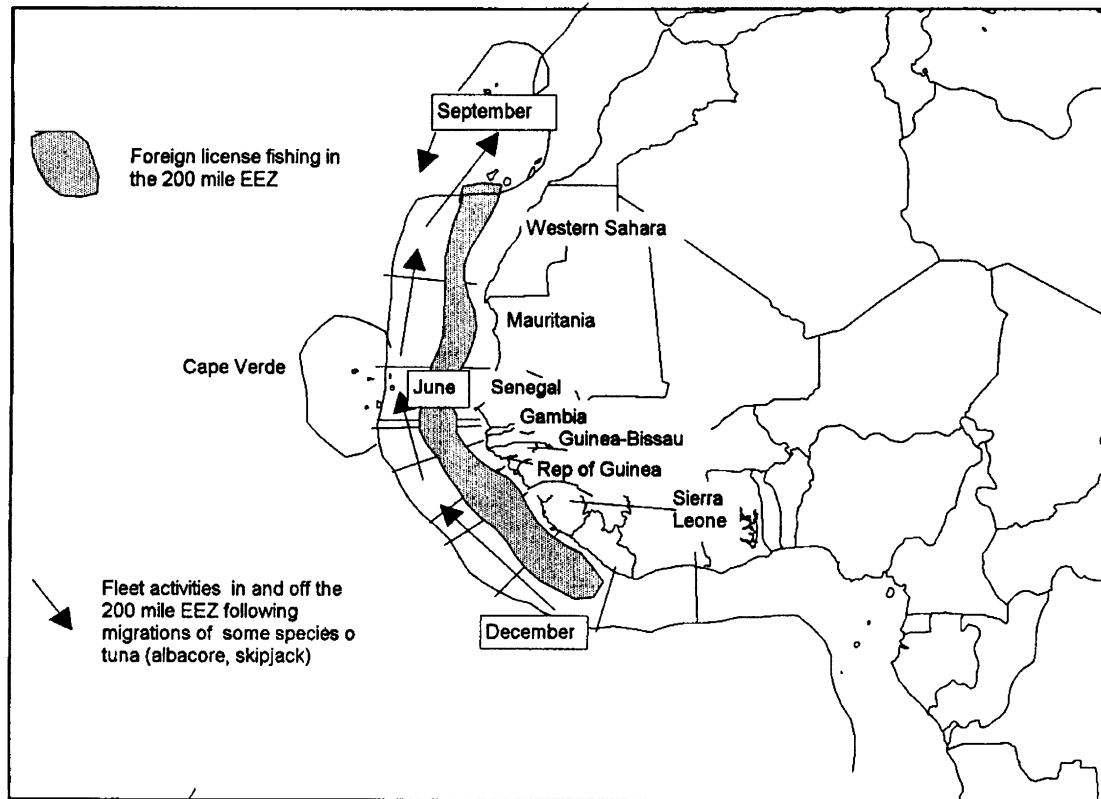 September
Foreign license fishing in
the 200 mile EEZ
Western Sahara
Mauritania
Cape Verde
June
Senegal
Gambia
Guinea-Bissau
Rep of Guinea
Sierra
Leone
Fleet activities in and off the
200 mile EEZ following
migrations of some species o
tuna (albacore, skipjack)
December